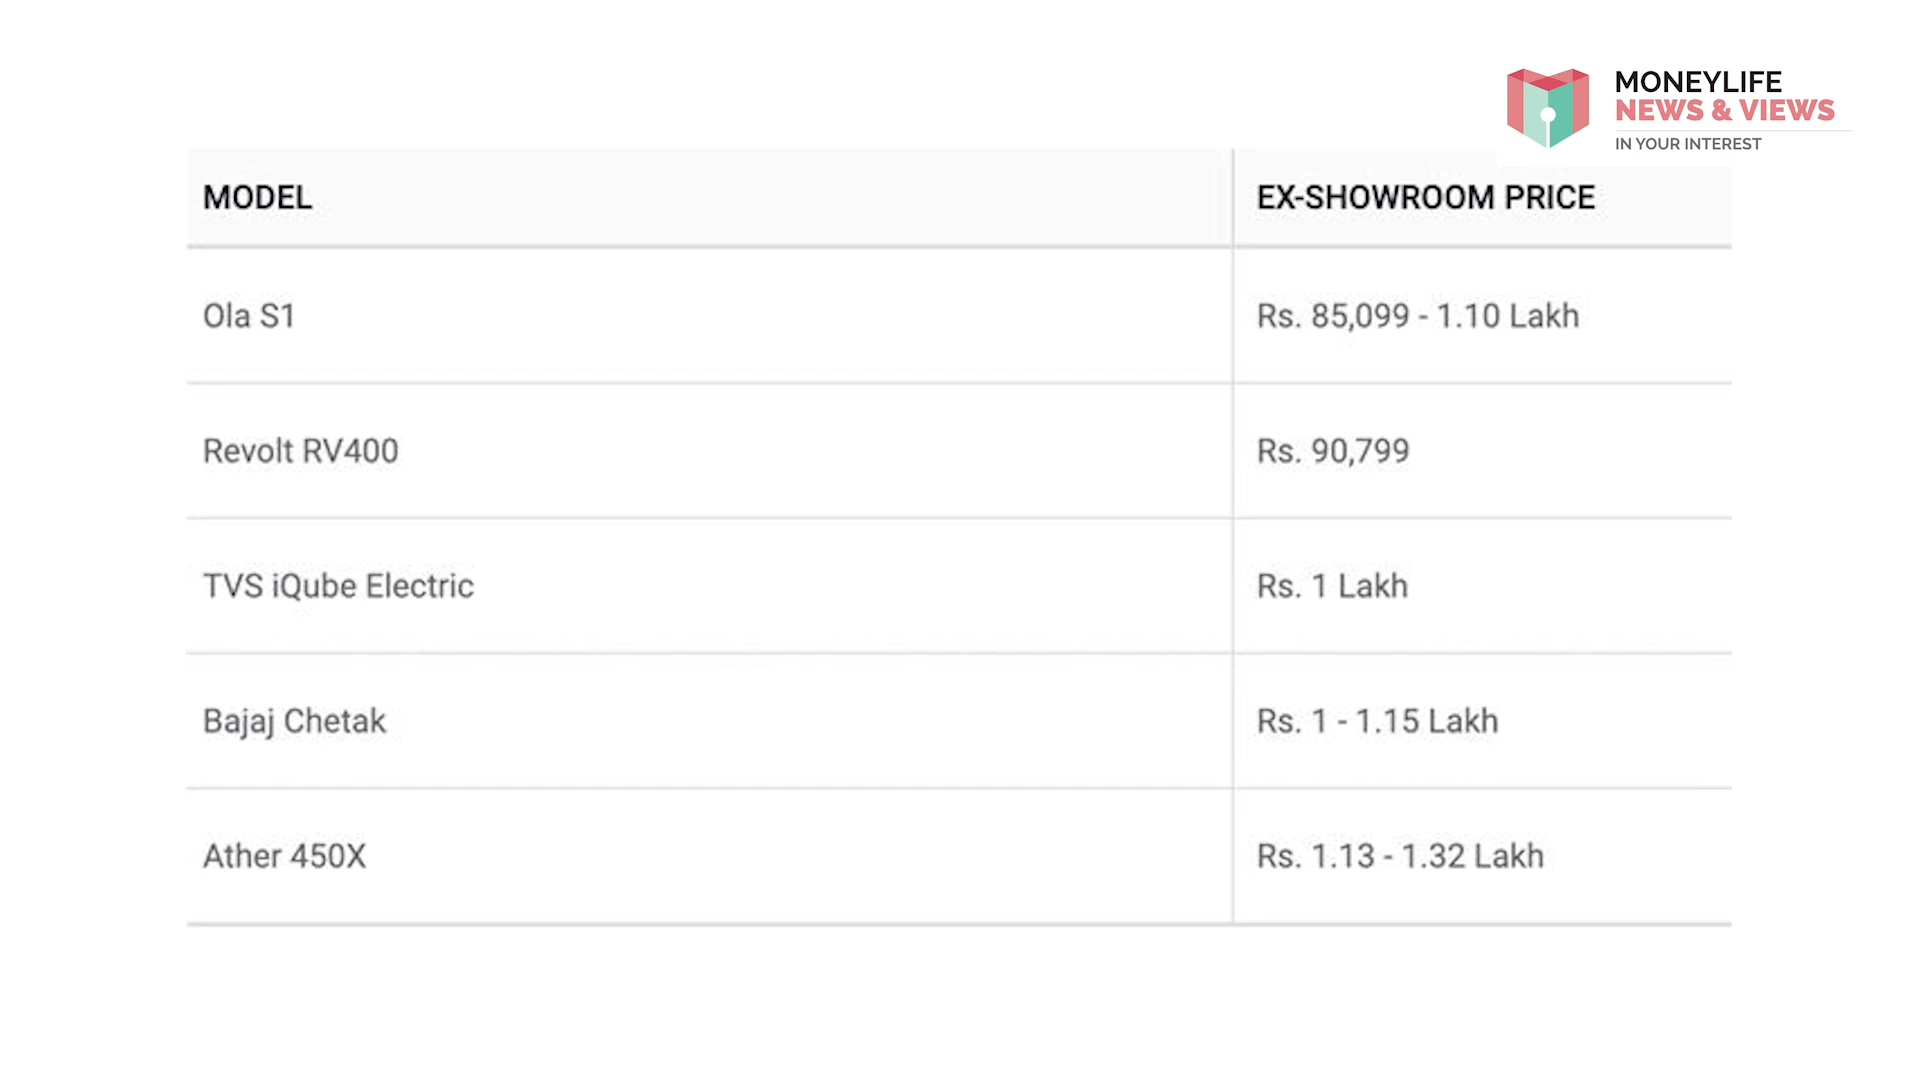 MONEYLIFE
NEWS & VIEWS
IN YOUR INTEREST
MODEL EX-SHOWROOM PRICE
Ola S1 Rs. 85,099 - 1.10 Lakh
Revolt RV400 Rs. 90,799
TVS iQube Electric Rs. 1 Lakh
Bajaj Chetak Rs. 1 - 1.15 Lakh
Ather 450X Rs. 1.13 - 1.32 Lakh